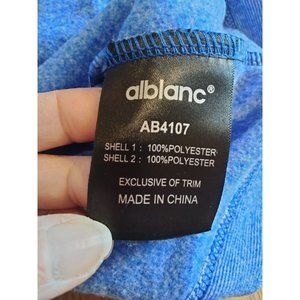 alblanc®
AB4107
SHELL 1 : 100%POLYESTER
SHELL 2 : 100%POLYESTER
EXCLUSIVE OF TRIM
MADE IN CHINA